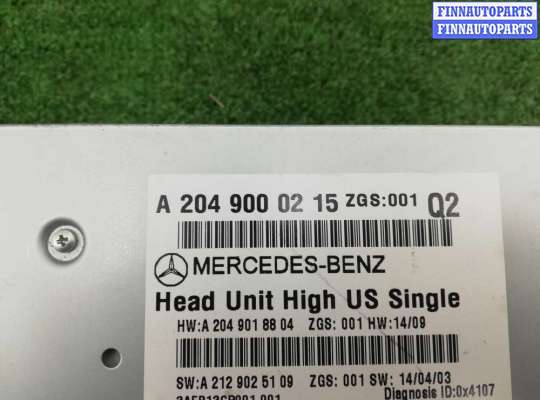 FINNAUTOPARTS
FINNAUTOPARTS
A 204 900 02 15 ZGS:001 Q2
MERCEDES-BENZ
Head Unit High US Single
HW:A 204 901 88 04 ZGS: 001 HW:14/09
SW:A 212 902 51 09 ZGS: 001 SW: 14/04/03
Diagnosis ID:0x4107